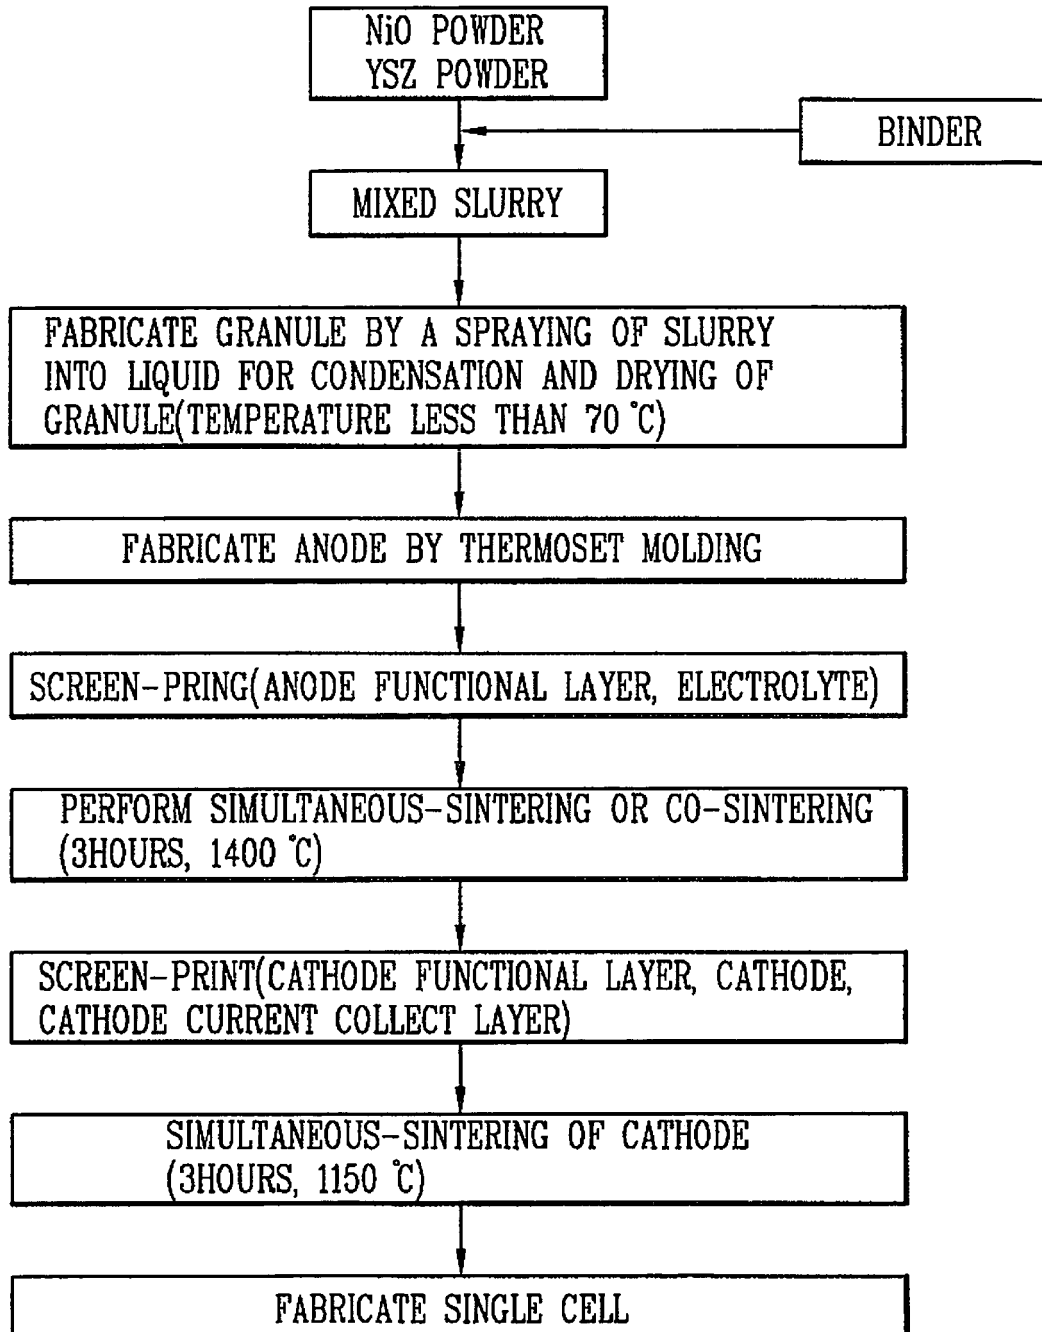 NiO POWDER
YSZ POWDER
BINDER
MIXED SLURRY
FABRICATE GRANULE BY A SPRAYING OF SLURRY
INTO LIQUID FOR CONDENSATION AND DRYING OF
GRANULE(TEMPERATURE LESS THAN 70 ℃)
FABRICATE ANODE BY THERMOSET MOLDING
SCREEN-PRING(ANODE FUNCTIONAL LAYER, ELECTROLYTE)
PERFORM SIMULTANEOUS-SINTERING OR CO-SINTERING
(3HOURS, 1400 ℃)
SCREEN-PRINT(CATHODE FUNCTIONAL LAYER, CATHODE,
CATHODE CURRENT COLLECT LAYER)
SIMULTANEOUS-SINTERING OF CATHODE
(3HOURS, 1150 ℃)
FABRICATE SINGLE CELL